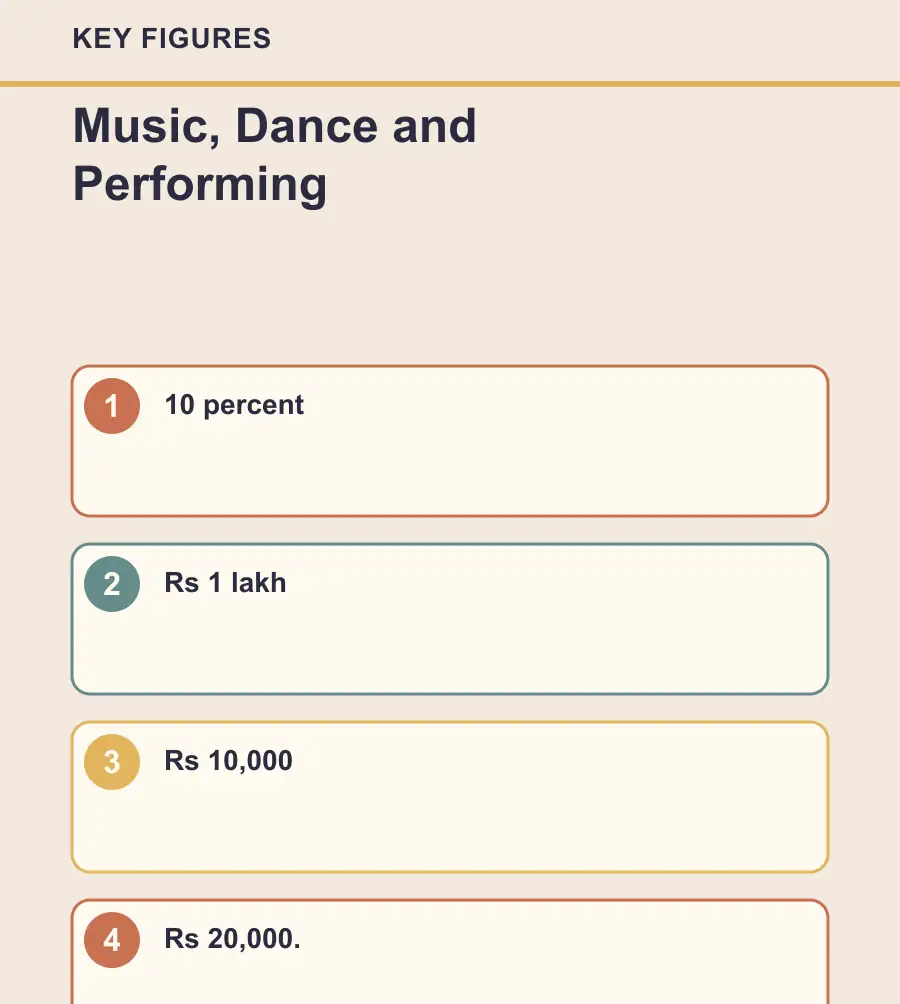 KEY FIGURES
Music, Dance and
Performing
1 10 percent
2 Rs 1 lakh
3 Rs 10,000
4 Rs 20,000.